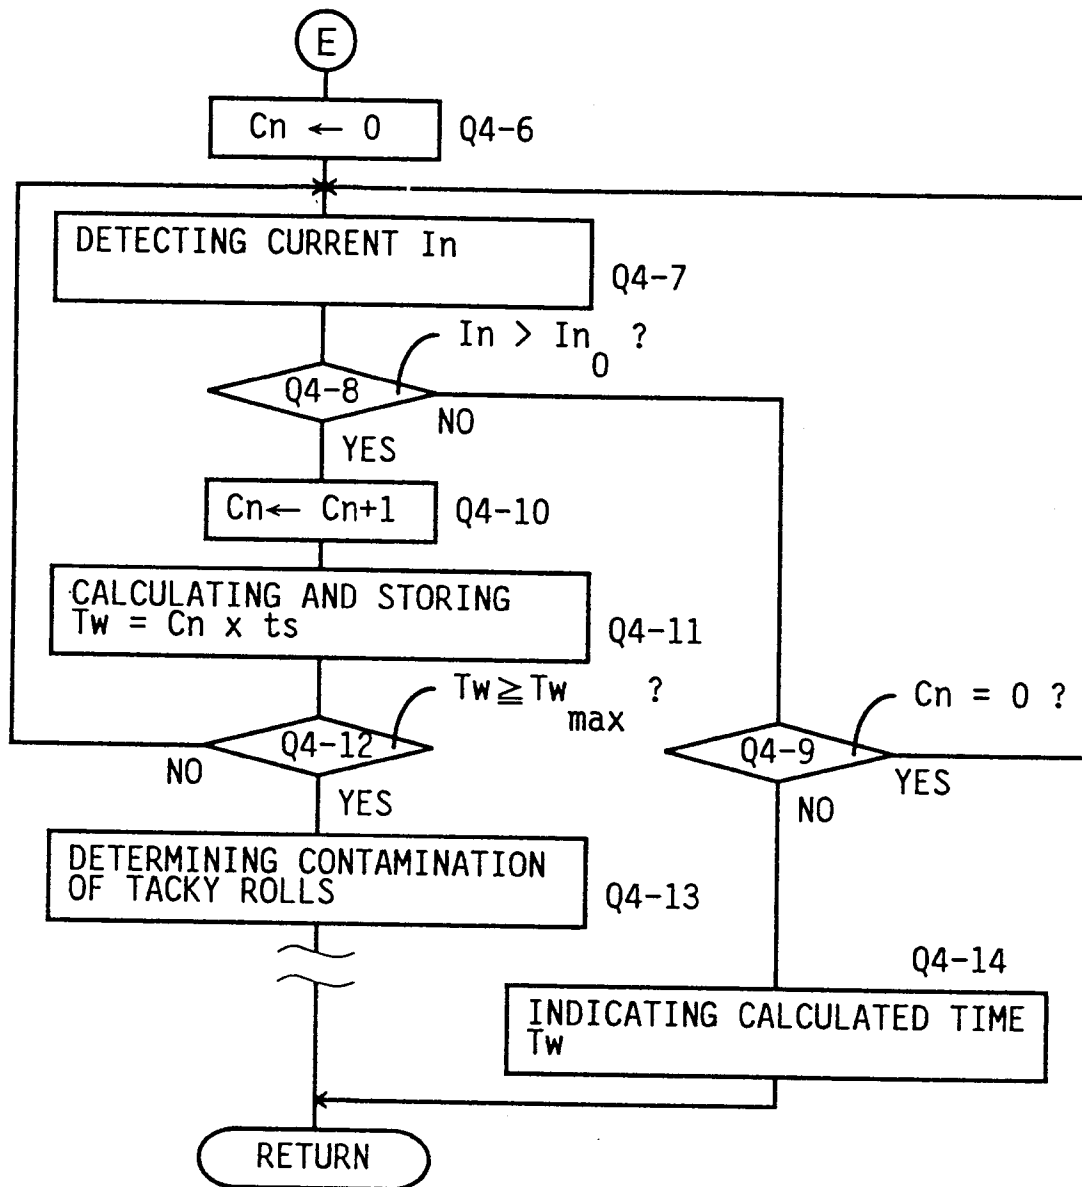 E
Cn ← 0
Q4-6
DETECTING CURRENT In
Q4-7
In > In0 ?
Q4-8
NO
YES
Cn← Cn+1
Q4-10
CALCULATING AND STORING
Tw = Cn x ts
Q4-11
Tw ≧ Twmax ?
Cn = 0 ?
Q4-12
Q4-9
NO
YES
YES
NO
DETERMINING CONTAMINATION
OF TACKY ROLLS
Q4-13
Q4-14
INDICATING CALCULATED TIME
Tw
RETURN